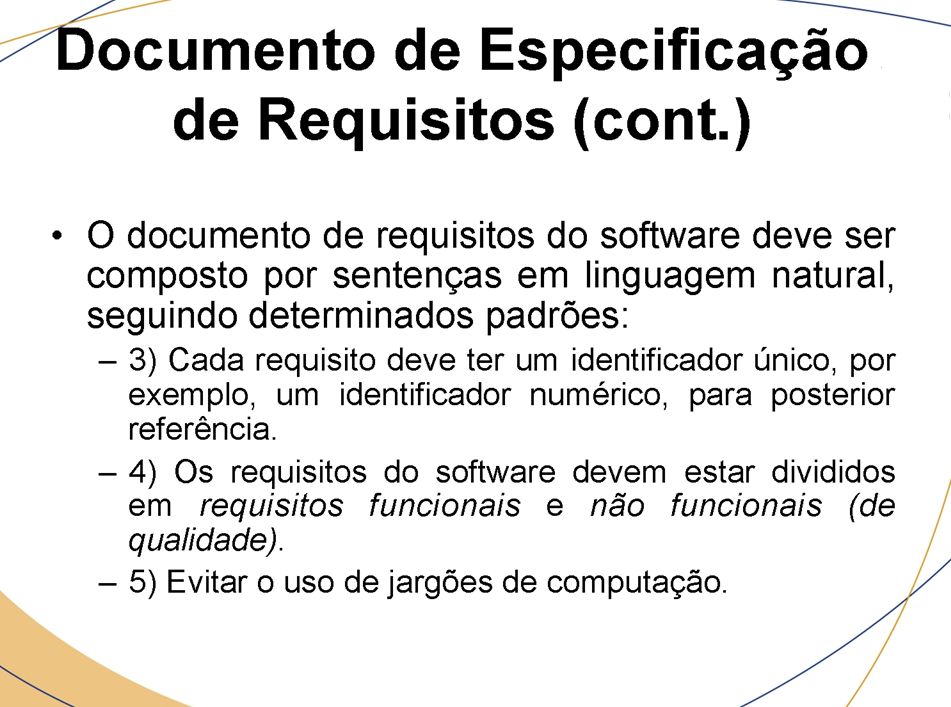 Documento de Especificação
de Requisitos (cont.)
• O documento de requisitos do software deve ser
composto por sentenças em linguagem natural,
seguindo determinados padrões:
– 3) Cada requisito deve ter um identificador único, por
exemplo, um identificador numérico, para posterior
referência.
– 4) Os requisitos do software devem estar divididos
em requisitos funcionais e não funcionais (de
qualidade).
– 5) Evitar o uso de jargões de computação.